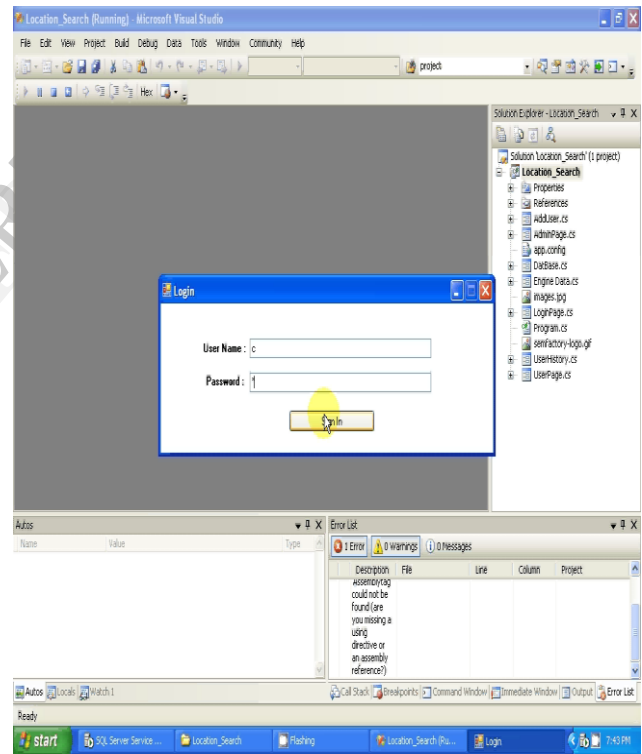 Location_Search (Running) - Microsoft Visual Studio
File Edit View Project Build Debug Data Tools Window Community Help
project
Hex
Solution Explorer - Location_Search
Solution 'Location_Search' (1 project)
Location_Search
Properties
References
AddUser.cs
AdminPage.cs
app.config
DatBase.cs
Engine Data.cs
images.jpg
LoginPage.cs
Program.cs
semfactory-logo.gif
UserHistory.cs
UserPage.cs
Login
User Name : c
Password : *
Sign In
Autos
Name Value Type
Error List
1 Error 0 Warnings 0 Messages
Description File Line Column Project
Assemblytag
could not be
found (are
you missing a
using
directive or
an assembly
reference?)
Autos Locals Watch 1
Call Stack Breakpoints Command Window Immediate Window Output Error List
Ready
start SQL Server Service ... Location_Search Flashing Location_Search (Ru... Login 7:43 PM